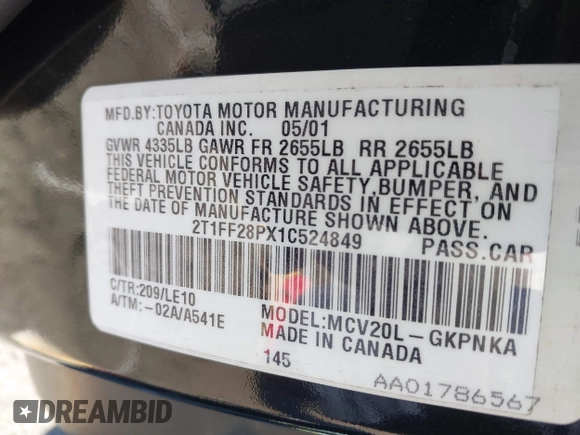 MFD.BY:TOYOTA MOTOR MANUFACTURING
CANADA INC. 05/01
GVWR 4335LB GAWR FR 2655LB RR 2655LB
THIS VEHICLE CONFORMS TO ALL APPLICABLE
FEDERAL MOTOR VEHICLE SAFETY,BUMPER, AND
THEFT PREVENTION STANDARDS IN EFFECT ON
THE DATE OF MANUFACTURE SHOWN ABOVE.
2T1FF28PX1C524849 PASS.CAR
C/TR:209/LE10
A/TM:-02A/A541E
MODEL:MCV20L-GKPNKA
MADE IN CANADA
145
AA01786567
DREAMBID